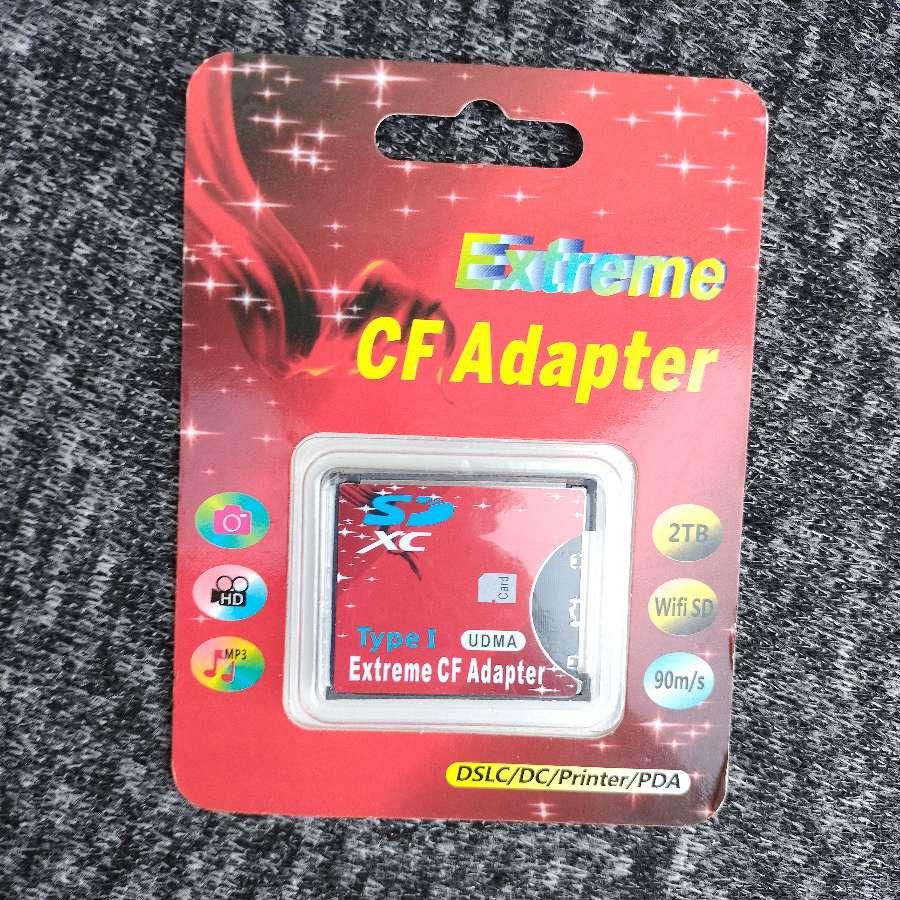 Extreme
CF Adapter
SD
XC
Card
Type I
UDMA
Extreme CF Adapter
HD
MP3
2TB
Wifi SD
90m/s
DSLC/DC/Printer/PDA